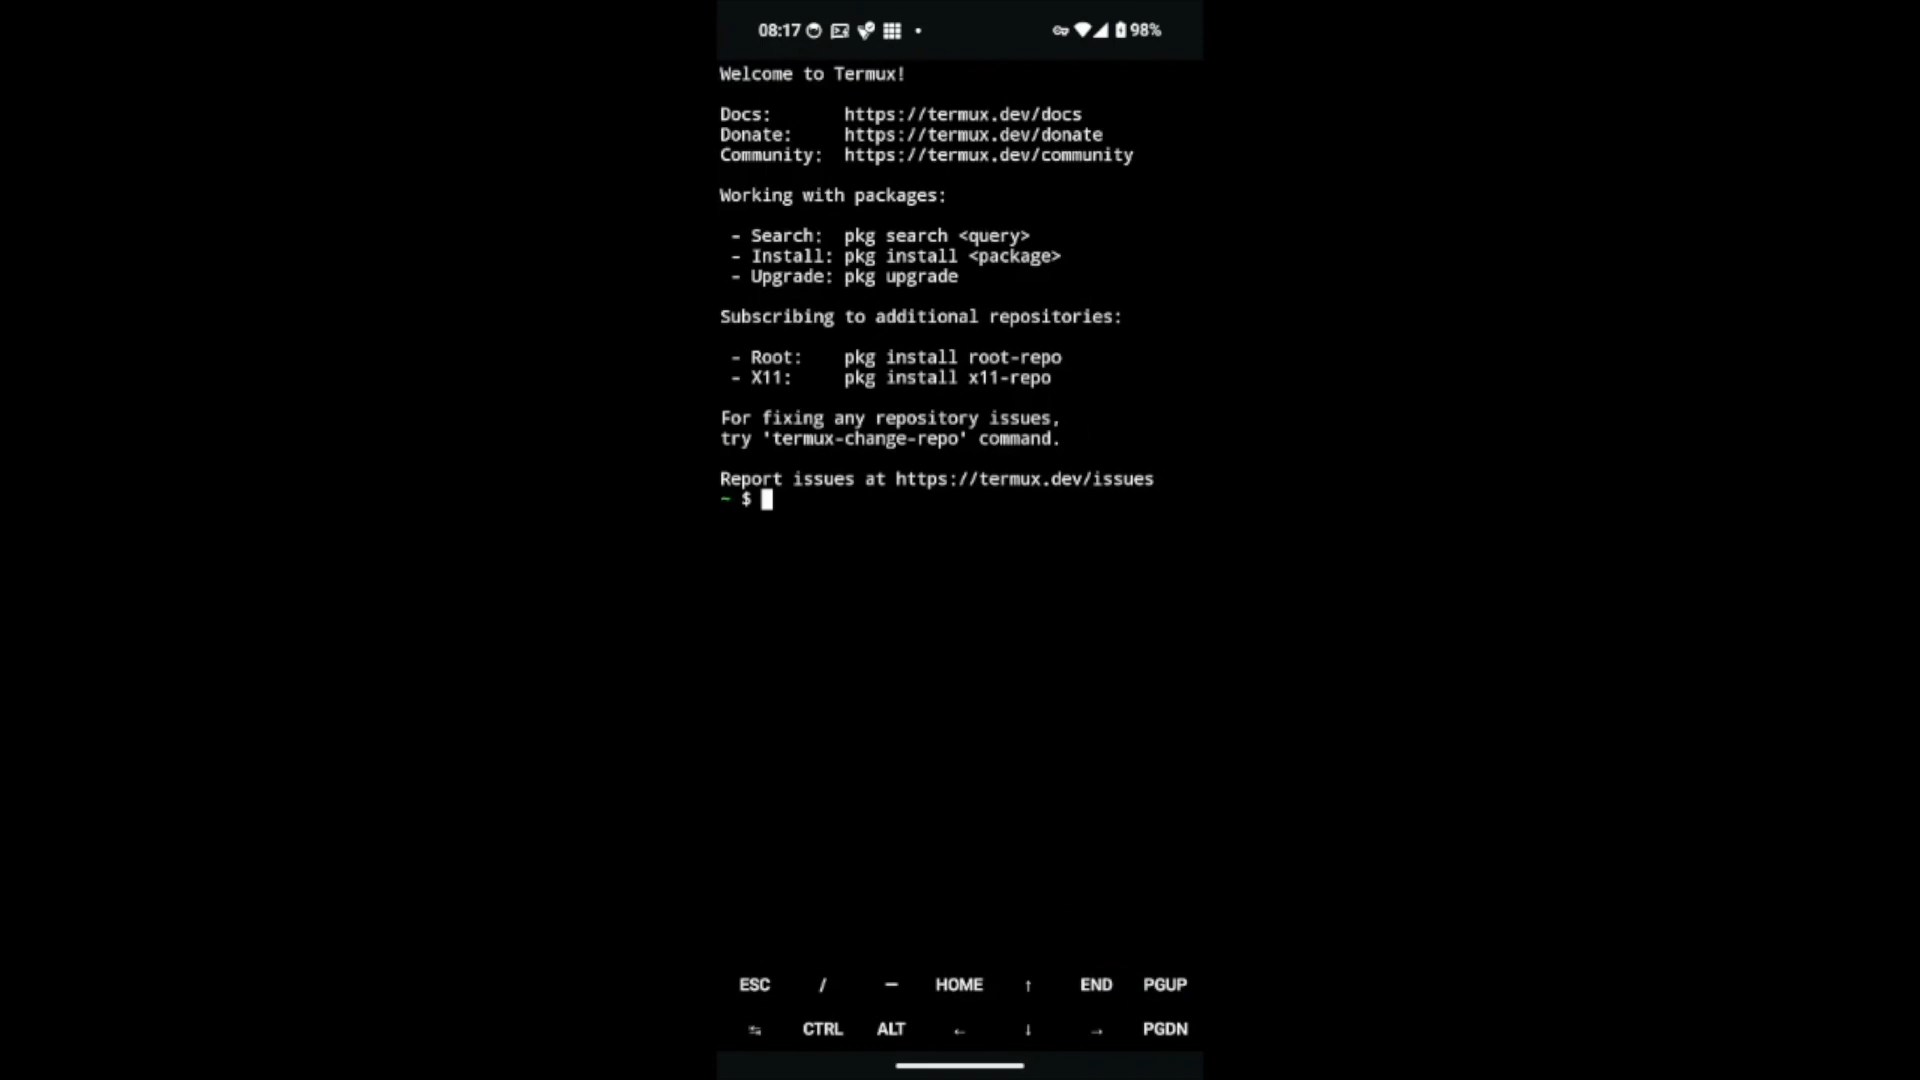 08:17 98%
Welcome to Termux!
Docs: https://termux.dev/docs
Donate: https://termux.dev/donate
Community: https://termux.dev/community
Working with packages:
- Search: pkg search <query>
- Install: pkg install <package>
- Upgrade: pkg upgrade
Subscribing to additional repositories:
- Root: pkg install root-repo
- X11: pkg install x11-repo
For fixing any repository issues,
try 'termux-change-repo' command.
Report issues at https://termux.dev/issues
~ $
ESC / — HOME ↑ END PGUP
↹ CTRL ALT ← ↓ → PGDN